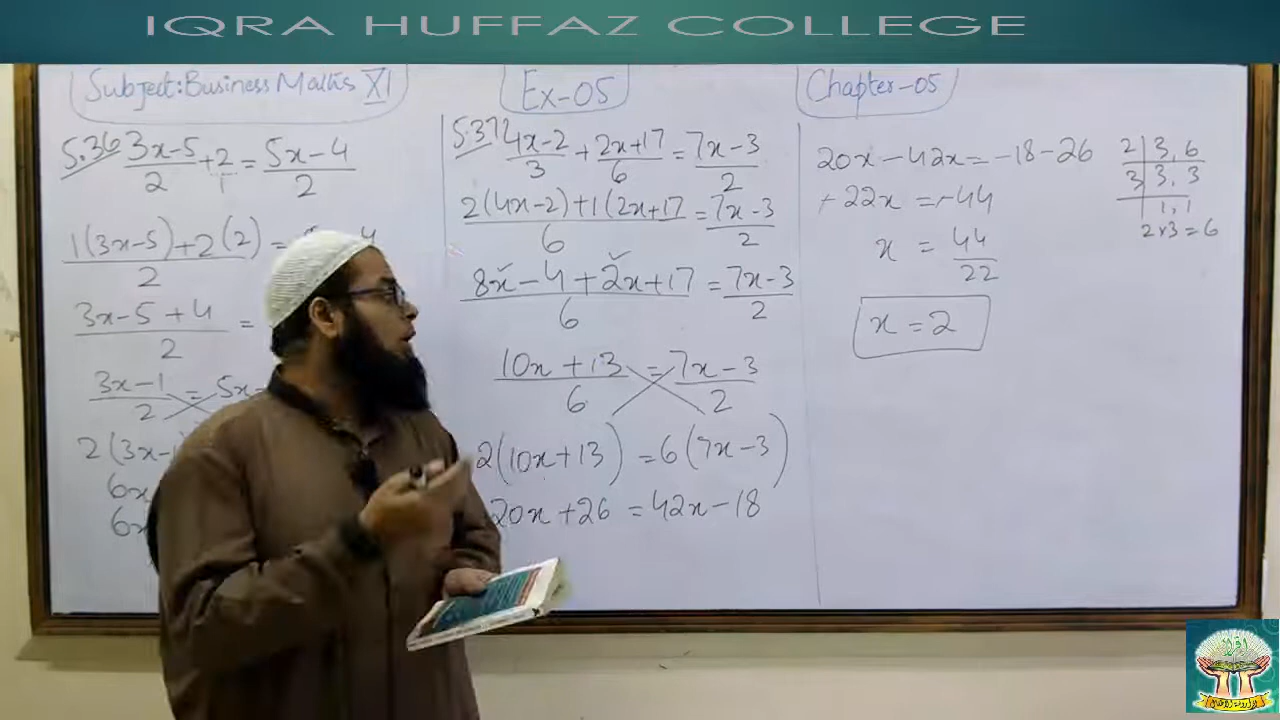 IQRA HUFFAZ COLLEGE
Subject: Business Maths XI
Ex-05
Chapter-05
5.36 3x-5/2 + 2/1 = 5x-4/2
1(3x-5)+2(2)/2 =
3x-5+4/2 =
3x-1/2 = 5x-
2(3x-1
6x
6x
5.37 4x-2/3 + 2x+17/6 = 7x-3/2
2(4x-2)+1(2x+17/6 = 7x-3/2
8x-4+2x+17/6 = 7x-3/2
10x+13/6 = 7x-3/2
2(10x+13) = 6(7x-3)
20x+26 = 42x-18
20x-42x = -18-26
-22x = -44
x = 44/22
x = 2
2 | 3, 6
3 | 3, 3
1, 1
2x3=6